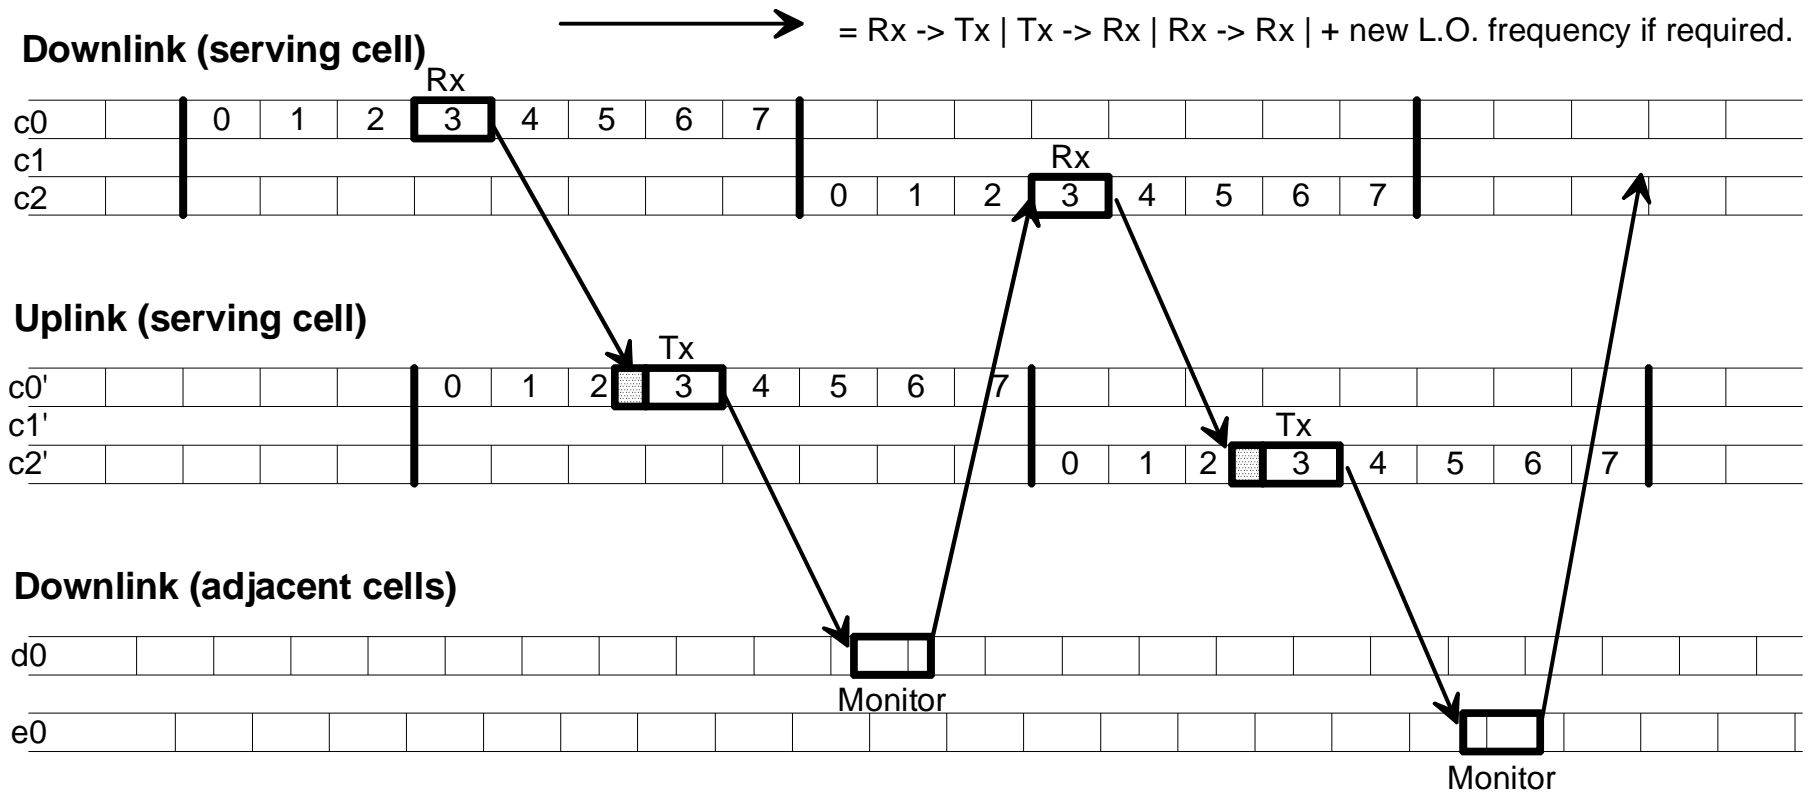 = Rx -> Tx | Tx -> Rx | Rx -> Rx | + new L.O. frequency if required.
Downlink (serving cell)
Rx
c0 0 1 2 3 4 5 6 7
c1 Rx
c2 0 1 2 3 4 5 6 7
Uplink (serving cell)
Tx
c0' 0 1 2 3 4 5 6 7
c1' Tx
c2' 0 1 2 3 4 5 6 7
Downlink (adjacent cells)
d0
Monitor
e0
Monitor